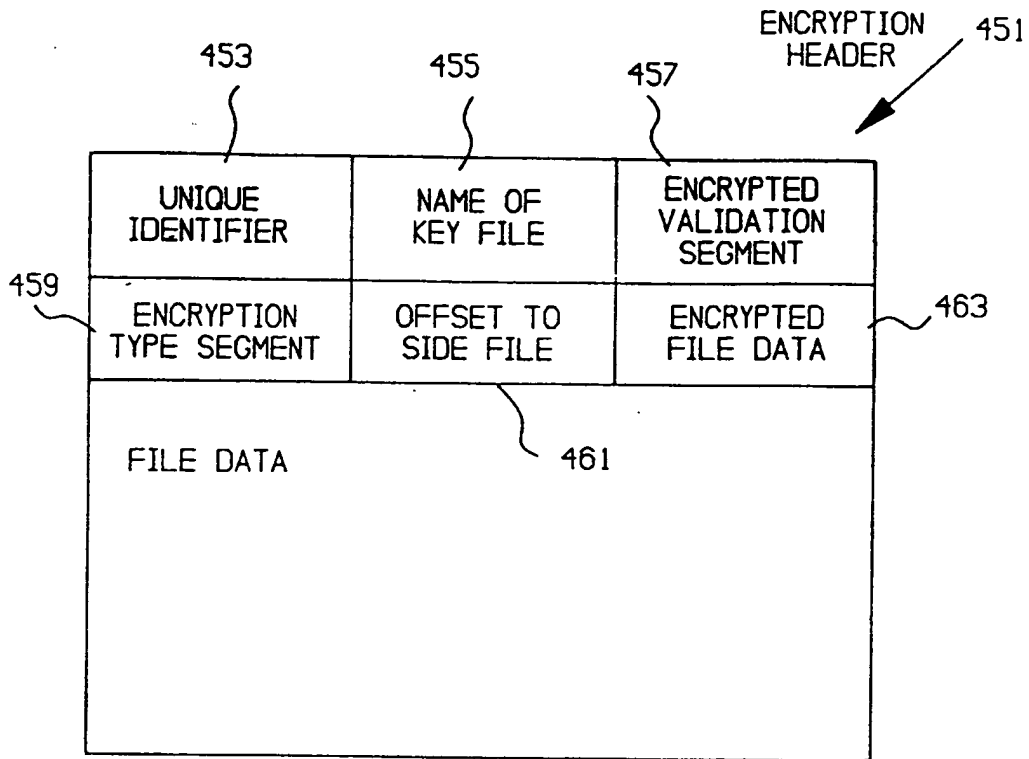 ENCRYPTION
HEADER
451
453
455
457
UNIQUE
IDENTIFIER
NAME OF
KEY FILE
ENCRYPTED
VALIDATION
SEGMENT
459
ENCRYPTION
TYPE SEGMENT
OFFSET TO
SIDE FILE
ENCRYPTED
FILE DATA
463
461
FILE DATA